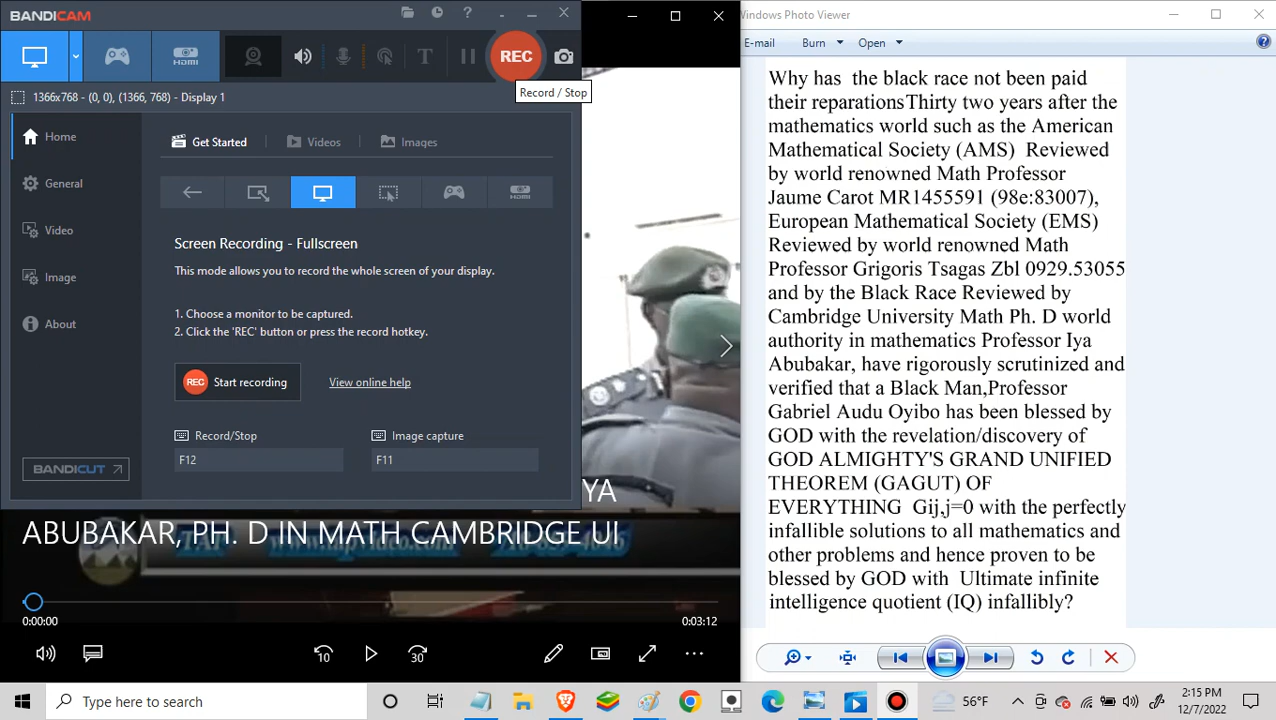 BANDICAM
REC
Record / Stop
1366x768 - (0, 0), (1366, 768) - Display 1
Home
General
Video
Image
About
BANDICUT
Get Started
Videos
Images
HDMI
Screen Recording - Fullscreen
This mode allows you to record the whole screen of your display.
1. Choose a monitor to be captured.
2. Click the 'REC' button or press the record hotkey.
REC Start recording
View online help
Record/Stop
Image capture
F12
F11
YA
ABUBAKAR, PH. D IN MATH CAMBRIDGE UI
0:00:00
0:03:12
10
30
Windows Photo Viewer
E-mail
Burn
Open
Why has the black race not been paid
their reparationsThirty two years after the
mathematics world such as the American
Mathematical Society (AMS) Reviewed
by world renowned Math Professor
Jaume Carot MR1455591 (98e:83007),
European Mathematical Society (EMS)
Reviewed by world renowned Math
Professor Grigoris Tsagas Zbl 0929.53055
and by the Black Race Reviewed by
Cambridge University Math Ph. D world
authority in mathematics Professor Iya
Abubakar, have rigorously scrutinized and
verified that a Black Man,Professor
Gabriel Audu Oyibo has been blessed by
GOD with the revelation/discovery of
GOD ALMIGHTY'S GRAND UNIFIED
THEOREM (GAGUT) OF
EVERYTHING Gij,j=0 with the perfectly
infallible solutions to all mathematics and
other problems and hence proven to be
blessed by GOD with Ultimate infinite
intelligence quotient (IQ) infallibly?
Type here to search
56°F
2:15 PM
12/7/2022